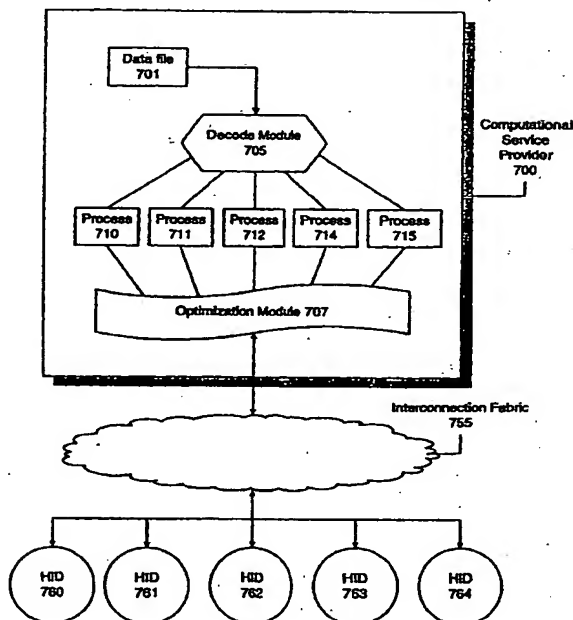 Data file
701
Decode Module
705
Computational
Service
Provider
700
Process
710
Process
711
Process
712
Process
714
Process
715
Optimization Module 707
Interconnection Fabric
755
HID
760
HID
761
HID
762
HID
763
HID
764